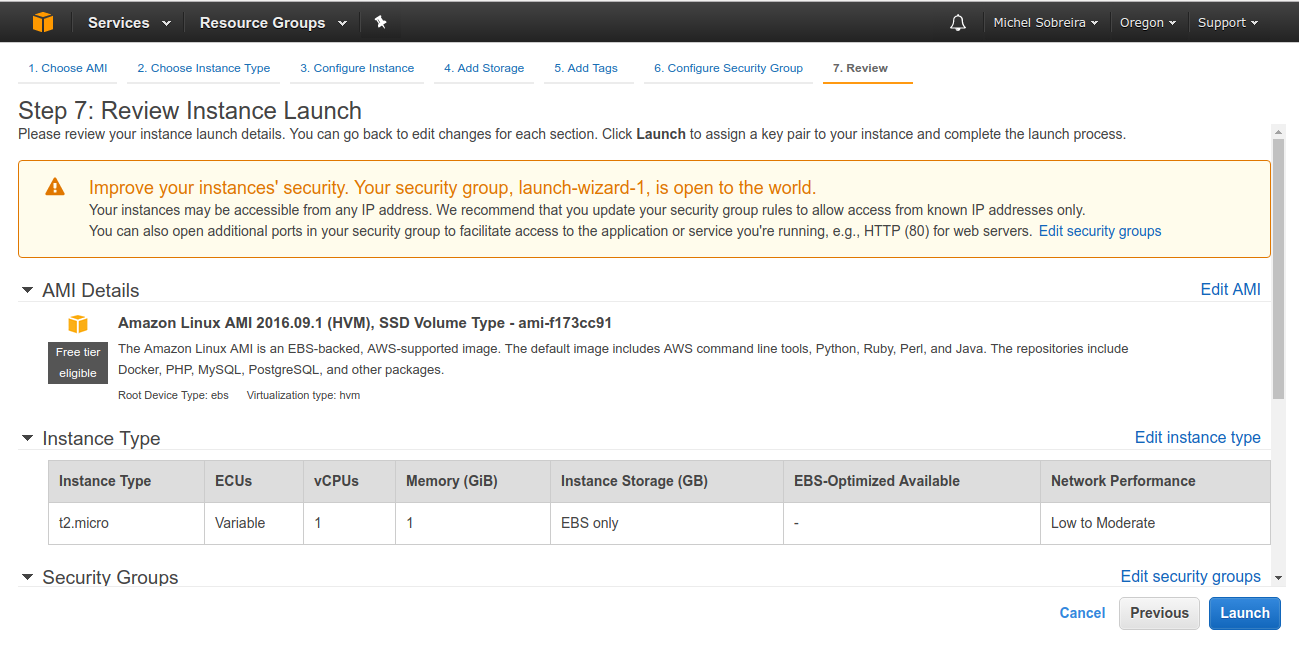 Services Resource Groups Michel Sobreira Oregon Support
1. Choose AMI 2. Choose Instance Type 3. Configure Instance 4. Add Storage 5. Add Tags 6. Configure Security Group 7. Review
Step 7: Review Instance Launch
Please review your instance launch details. You can go back to edit changes for each section. Click Launch to assign a key pair to your instance and complete the launch process.
Improve your instances' security. Your security group, launch-wizard-1, is open to the world.
Your instances may be accessible from any IP address. We recommend that you update your security group rules to allow access from known IP addresses only.
You can also open additional ports in your security group to facilitate access to the application or service you're running, e.g., HTTP (80) for web servers. Edit security groups
AMI Details Edit AMI
Amazon Linux AMI 2016.09.1 (HVM), SSD Volume Type - ami-f173cc91
Free tier
eligible
The Amazon Linux AMI is an EBS-backed, AWS-supported image. The default image includes AWS command line tools, Python, Ruby, Perl, and Java. The repositories include
Docker, PHP, MySQL, PostgreSQL, and other packages.
Root Device Type: ebs Virtualization type: hvm
Instance Type Edit instance type
Instance Type ECUs vCPUs Memory (GiB) Instance Storage (GB) EBS-Optimized Available Network Performance
t2.micro Variable 1 1 EBS only - Low to Moderate
Security Groups Edit security groups
Cancel Previous Launch